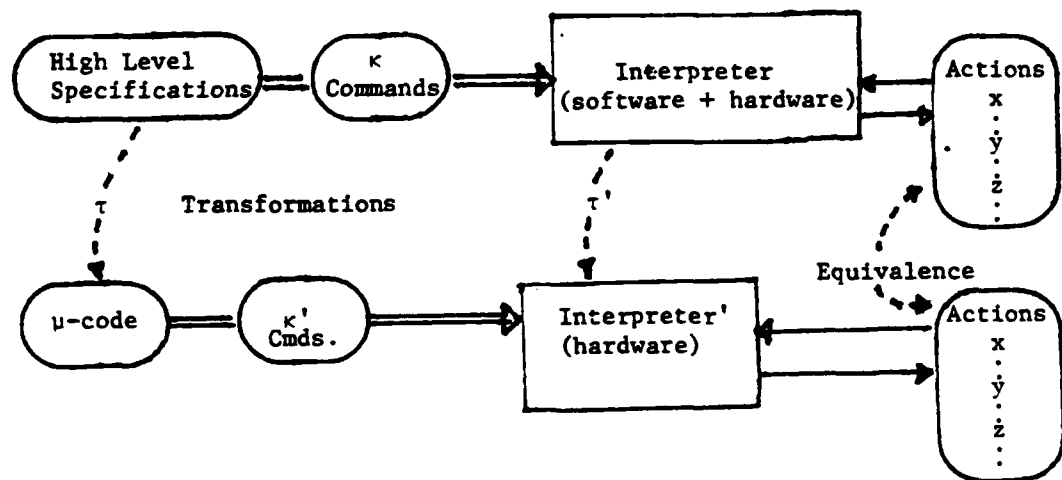 High Level
Specifications
κ
Commands
Interpreter
(software + hardware)
Actions
x
.
.
y
.
.
z
.
.
τ
Transformations
τ'
Equivalence
μ-code
κ'
Cmds.
Interpreter'
(hardware)
Actions
x
.
.
y
.
.
z
.
.